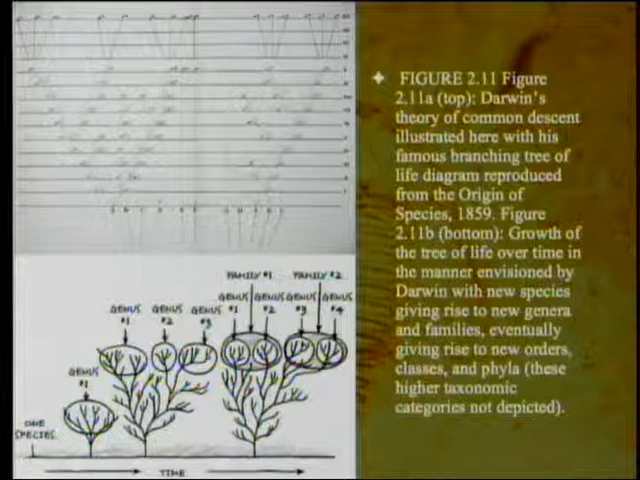 FIGURE 2.11 Figure
2.11a (top): Darwin's
theory of common descent
illustrated here with his
famous branching tree of
life diagram reproduced
from the Origin of
Species, 1859. Figure
2.11b (bottom): Growth of
the tree of life over time in
the manner envisioned by
Darwin with new species
giving rise to new genera
and families, eventually
giving rise to new orders,
classes, and phyla (these
higher taxonomic
categories not depicted).
FAMILY #1 FAMILY #2
GENUS #1 GENUS #2 GENUS #3 GENUS #1 GENUS #2 GENUS #3 GENUS #4
GENUS #1
ONE
SPECIES
TIME